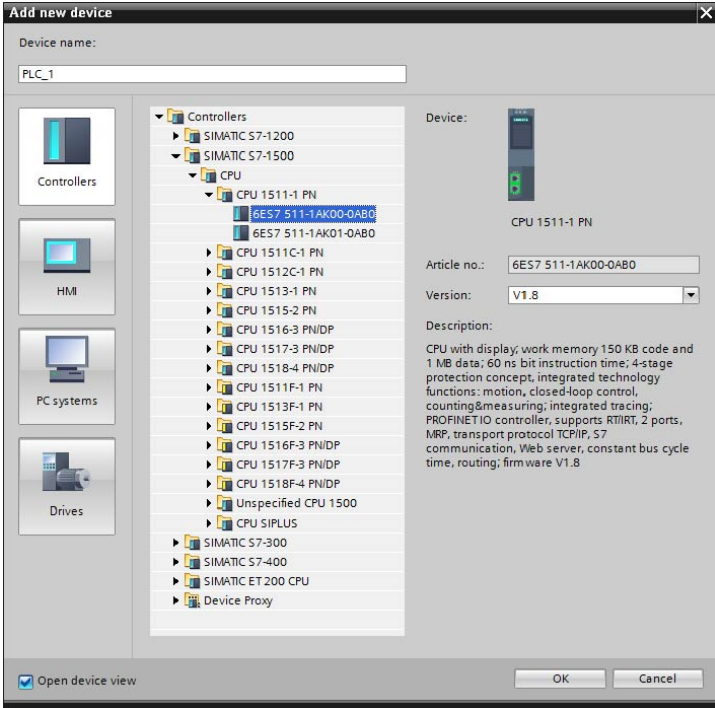 Add new device
Device name:
PLC_1
Controllers
HMI
PC systems
Drives
Controllers
SIMATIC S7-1200
SIMATIC S7-1500
CPU
CPU 1511-1 PN
6ES7 511-1AK00-0AB0
6ES7 511-1AK01-0AB0
CPU 1511C-1 PN
CPU 1512C-1 PN
CPU 1513-1 PN
CPU 1515-2 PN
CPU 1516-3 PN/DP
CPU 1517-3 PN/DP
CPU 1518-4 PN/DP
CPU 1511F-1 PN
CPU 1513F-1 PN
CPU 1515F-2 PN
CPU 1516F-3 PN/DP
CPU 1517F-3 PN/DP
CPU 1518F-4 PN/DP
Unspecified CPU 1500
CPU SIPLUS
SIMATIC S7-300
SIMATIC S7-400
SIMATIC ET 200 CPU
Device Proxy
Device:
CPU 1511-1 PN
Article no.: 6ES7 511-1AK00-0AB0
Version: V1.8
Description:
CPU with display; work memory 150 KB code and
1 MB data; 60 ns bit instruction time; 4-stage
protection concept, integrated technology
functions: motion, closed-loop control,
counting&measuring; integrated tracing;
PROFINET IO controller, supports RT/IRT, 2 ports,
MRP, transport protocol TCP/IP, S7
communication, Web server, constant bus cycle
time, routing; firmware V1.8
Open device view
OK Cancel